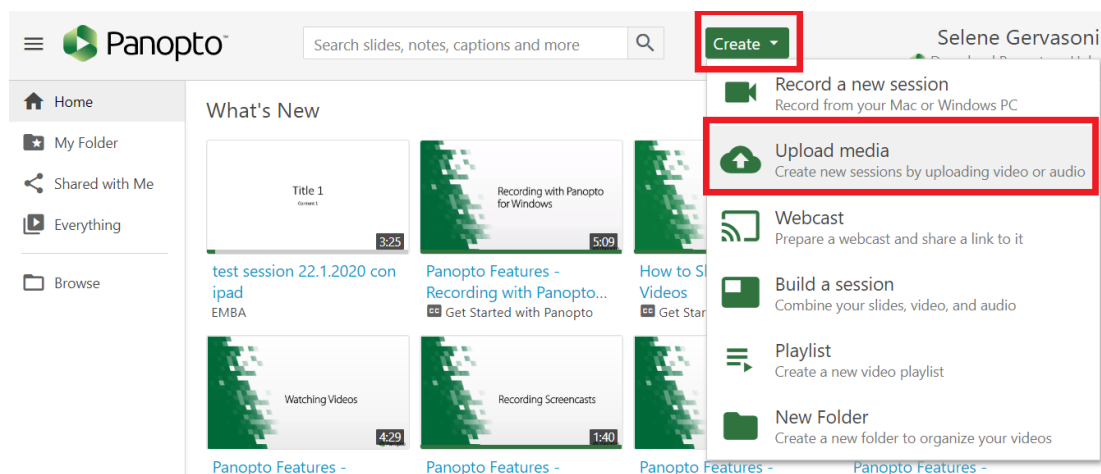 Panopto™
Search slides, notes, captions and more
Create
Selene Gervasoni
Home
My Folder
Shared with Me
Everything
Browse
What's New
Title 1
3:25
test session 22.1.2020 con
ipad
EMBA
Recording with Panopto
for Windows
5:09
Panopto Features -
Recording with Panopto...
CC Get Started with Panopto
How to S
Videos
CC Get Star
Watching Videos
4:29
Panopto Features -
Recording Screencasts
1:40
Panopto Features -
Panopto Features -
Panopto Features -
Record a new session
Record from your Mac or Windows PC
Upload media
Create new sessions by uploading video or audio
Webcast
Prepare a webcast and share a link to it
Build a session
Combine your slides, video, and audio
Playlist
Create a new video playlist
New Folder
Create a new folder to organize your videos